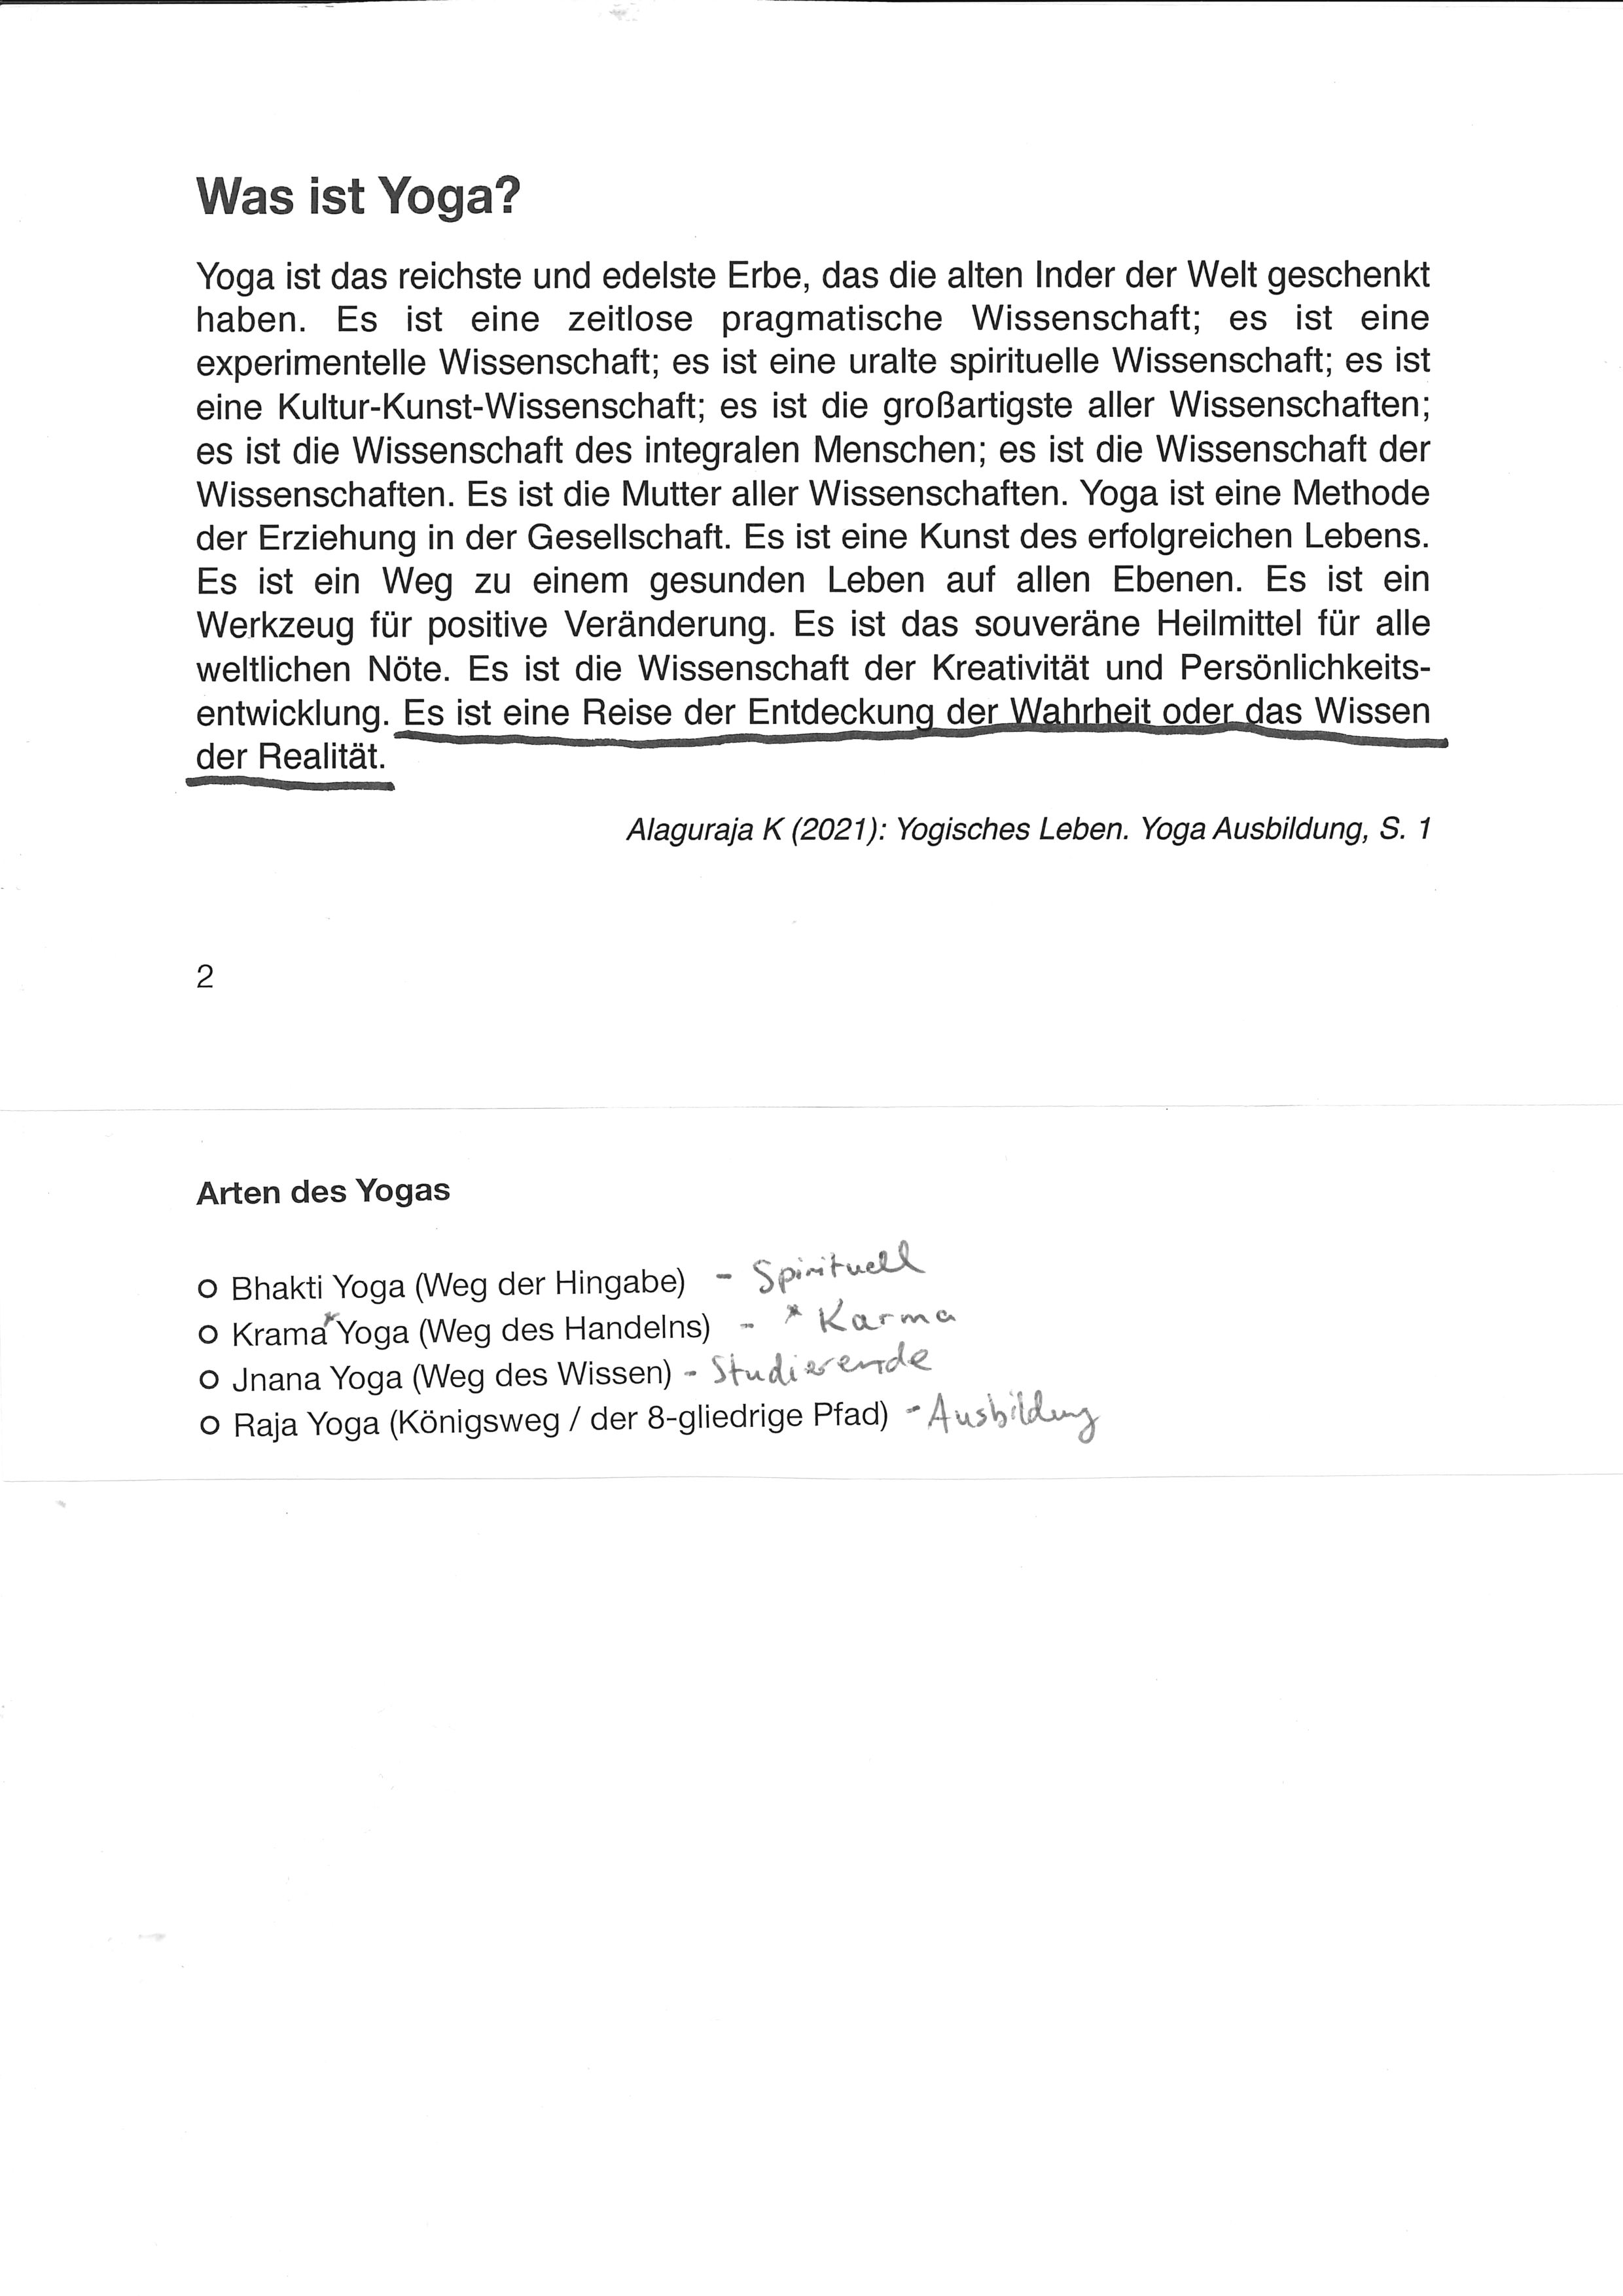 Was ist Yoga?
Yoga ist das reichste und edelste Erbe, das die alten Inder der Welt geschenkt
haben. Es ist eine zeitlose pragmatische Wissenschaft; es ist eine
experimentelle Wissenschaft; es ist eine uralte spirituelle Wissenschaft; es ist
eine Kultur-Kunst-Wissenschaft; es ist die großartigste aller Wissenschaften;
es ist die Wissenschaft des integralen Menschen; es ist die Wissenschaft der
Wissenschaften. Es ist die Mutter aller Wissenschaften. Yoga ist eine Methode
der Erziehung in der Gesellschaft. Es ist eine Kunst des erfolgreichen Lebens.
Es ist ein Weg zu einem gesunden Leben auf allen Ebenen. Es ist ein
Werkzeug für positive Veränderung. Es ist das souveräne Heilmittel für alle
weltlichen Nöte. Es ist die Wissenschaft der Kreativität und Persönlichkeits-
entwicklung. Es ist eine Reise der Entdeckung der Wahrheit oder das Wissen
der Realität.
Alaguraja K (2021): Yogisches Leben. Yoga Ausbildung, S. 1
2
Arten des Yogas
o Bhakti Yoga (Weg der Hingabe) - Spirituell
o Krama* Yoga (Weg des Handelns) - * Karma
o Jnana Yoga (Weg des Wissen) - Studierende
o Raja Yoga (Königsweg / der 8-gliedrige Pfad) - Ausbildung